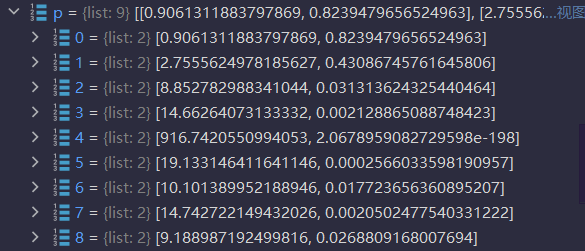 p = {list: 9} [[0.9061311883797869, 0.8239479656524963], [2.75556...视图
0 = {list: 2} [0.9061311883797869, 0.8239479656524963]
1 = {list: 2} [2.7555624978185627, 0.43086745761645806]
2 = {list: 2} [8.852782988341044, 0.031313624325440464]
3 = {list: 2} [14.66264073133332, 0.002128865088748423]
4 = {list: 2} [916.7420550994053, 2.0678959082729598e-198]
5 = {list: 2} [19.133146411641146, 0.0002566033598190957]
6 = {list: 2} [10.101389952188946, 0.017723656360895207]
7 = {list: 2} [14.742722149432026, 0.0020502477540331222]
8 = {list: 2} [9.188987192499816, 0.0268809168007694]